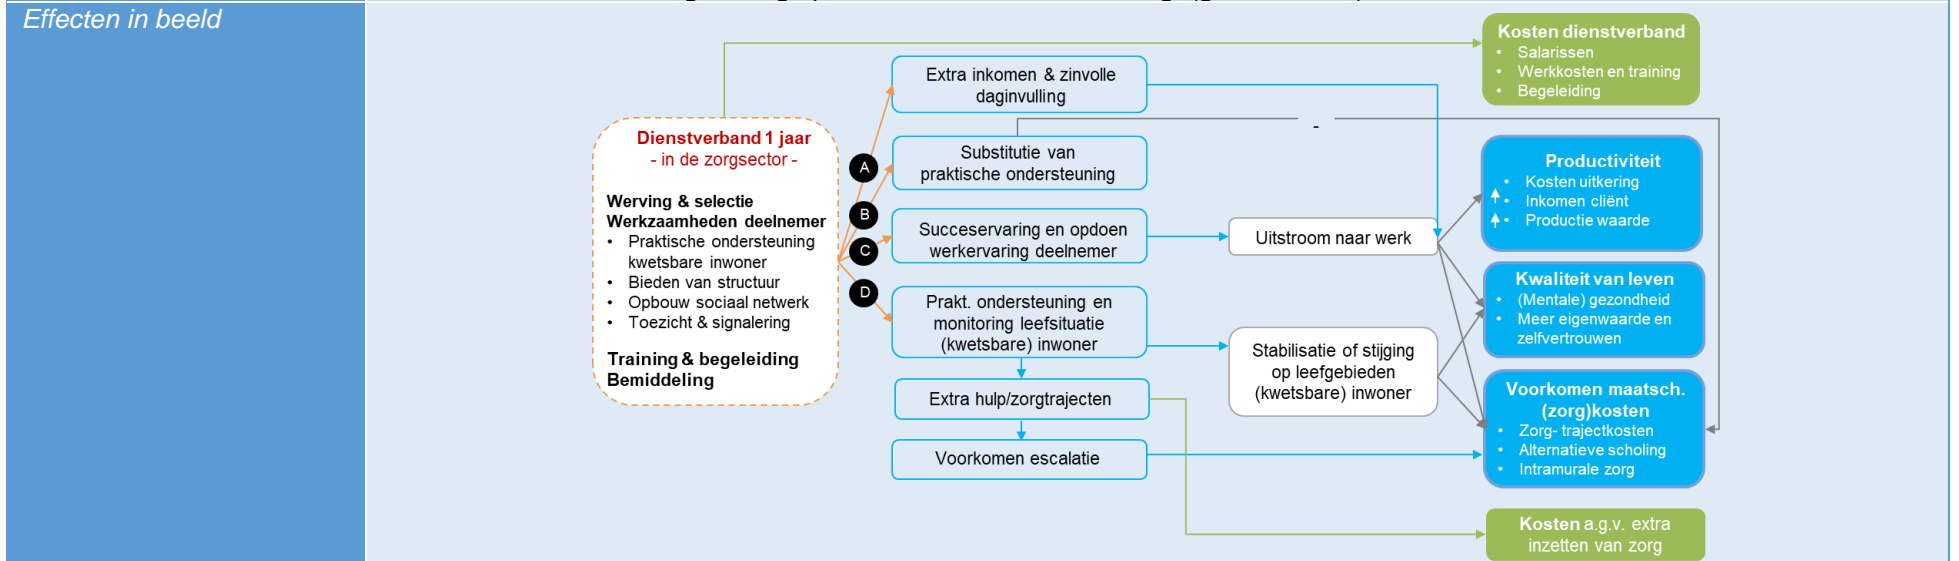 Effecten in beeld
Dienstverband 1 jaar
- in de zorgsector -
Werving & selectie
Werkzaamheden deelnemer
• Praktische ondersteuning
kwetsbare inwoner
• Bieden van structuur
• Opbouw sociaal netwerk
• Toezicht & signalering
Training & begeleiding
Bemiddeling
A
B
C
D
Extra inkomen & zinvolle
daginvulling
Substitutie van
praktische ondersteuning
Succeservaring en opdoen
werkervaring deelnemer
Prakt. ondersteuning en
monitoring leefsituatie
(kwetsbare) inwoner
Extra hulp/zorgtrajecten
Voorkomen escalatie
-
Uitstroom naar werk
Stabilisatie of stijging
op leefgebieden
(kwetsbare) inwoner
Kosten dienstverband
• Salarissen
• Werkkosten en training
• Begeleiding
Productiviteit
• Kosten uitkering
• Inkomen cliënt
• Productie waarde
Kwaliteit van leven
• (Mentale) gezondheid
• Meer eigenwaarde en
zelfvertrouwen
Voorkomen maatsch.
(zorg)kosten
• Zorg- trajectkosten
• Alternatieve scholing
• Intramurale zorg
Kosten a.g.v. extra
inzetten van zorg